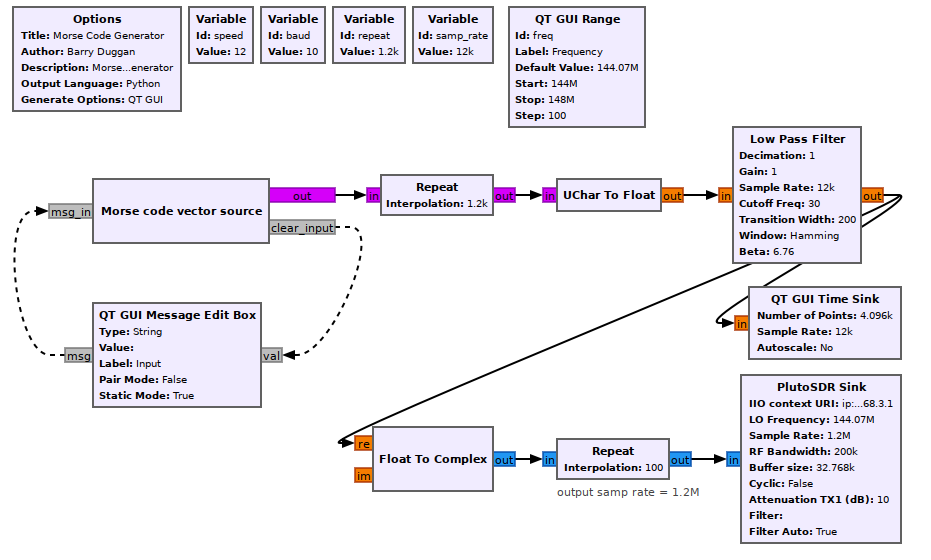 Options
Title: Morse Code Generator
Author: Barry Duggan
Description: Morse...enerator
Output Language: Python
Generate Options: QT GUI
Variable
Id: speed
Value: 12
Variable
Id: baud
Value: 10
Variable
Id: repeat
Value: 1.2k
Variable
Id: samp_rate
Value: 12k
QT GUI Range
Id: freq
Label: Frequency
Default Value: 144.07M
Start: 144M
Stop: 148M
Step: 100
msg_in
Morse code vector source
out
clear_input
in
Repeat
Interpolation: 1.2k
out
in
UChar To Float
out
in
Low Pass Filter
Decimation: 1
Gain: 1
Sample Rate: 12k
Cutoff Freq: 30
Transition Width: 200
Window: Hamming
Beta: 6.76
out
msg
QT GUI Message Edit Box
Type: String
Value:
Label: Input
Pair Mode: False
Static Mode: True
val
in
QT GUI Time Sink
Number of Points: 4.096k
Sample Rate: 12k
Autoscale: No
re
im
Float To Complex
out
in
Repeat
Interpolation: 100
out
output samp rate = 1.2M
in
PlutoSDR Sink
IIO context URI: ip:...68.3.1
LO Frequency: 144.07M
Sample Rate: 1.2M
RF Bandwidth: 200k
Buffer size: 32.768k
Cyclic: False
Attenuation TX1 (dB): 10
Filter:
Filter Auto: True